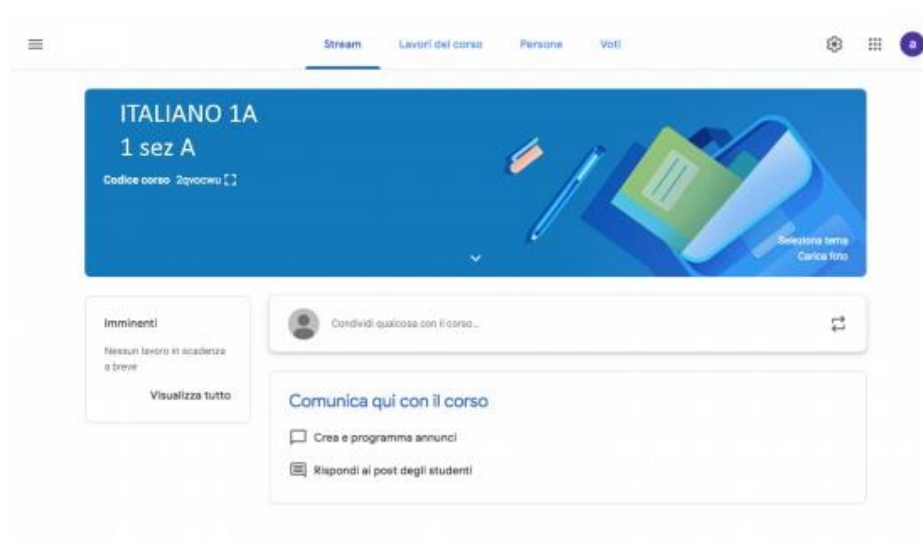 Stream Lavori del corso Persone Voti
a
ITALIANO 1A
1 sez A
Codice corso 2qvocwu
Seleziona tema
Carica foto
Imminenti
Nessun lavoro in scadenza
a breve
Visualizza tutto
Condividi qualcosa con il corso...
Comunica qui con il corso
Crea e programma annunci
Rispondi ai post degli studenti